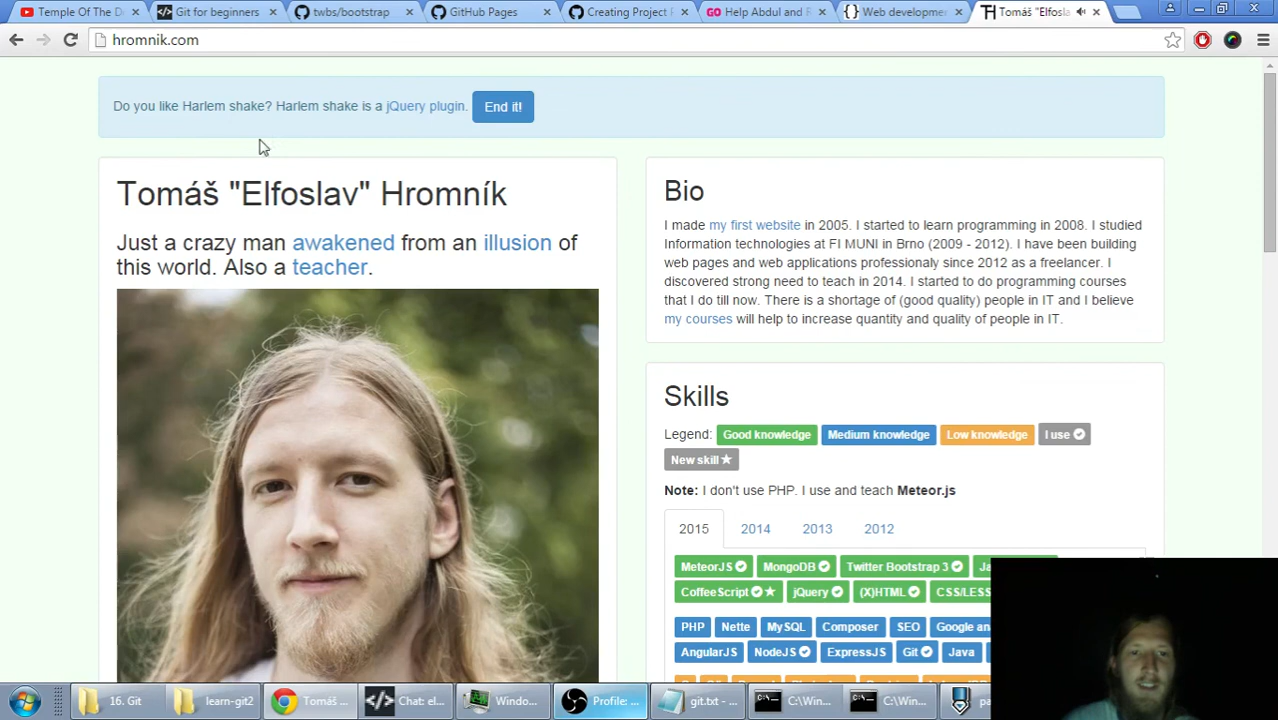 Temple Of The D
Git for beginners
twbs/bootstrap
GitHub Pages
Creating Project
Help Abdul and
Web developme
Tomáš "Elfosla
hromnik.com
Do you like Harlem shake? Harlem shake is a jQuery plugin. End it!
Tomáš "Elfoslav" Hromník
Just a crazy man awakened from an illusion of
this world. Also a teacher.
Bio
I made my first website in 2005. I started to learn programming in 2008. I studied
Information technologies at FI MUNI in Brno (2009 - 2012). I have been building
web pages and web applications professionaly since 2012 as a freelancer. I
discovered strong need to teach in 2014. I started to do programming courses
that I do till now. There is a shortage of (good quality) people in IT and I believe
my courses will help to increase quantity and quality of people in IT.
Skills
Legend: Good knowledge Medium knowledge Low knowledge I use
New skill
Note: I don't use PHP. I use and teach Meteor.js
2015 2014 2013 2012
MeteorJS MongoDB Twitter Bootstrap 3 Ja
CoffeeScript jQuery (X)HTML CSS/LESS
PHP Nette MySQL Composer SEO Google an
AngularJS NodeJS ExpressJS Git Java
16. Git
learn-git2
Tomáš ...
Chat: el...
Windo...
Profile: ...
git.txt - ...
C:\Win...
C:\Win...
pa